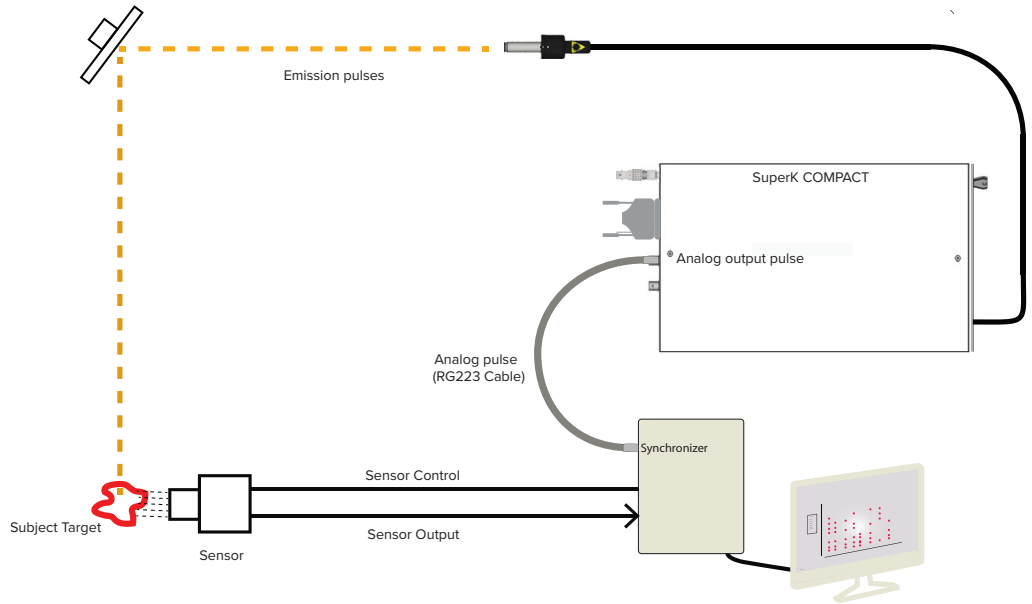 Emission pulses
SuperK COMPACT
Analog output pulse
Analog pulse
(RG223 Cable)
Synchronizer
Sensor Control
Subject Target
Sensor Output
Sensor